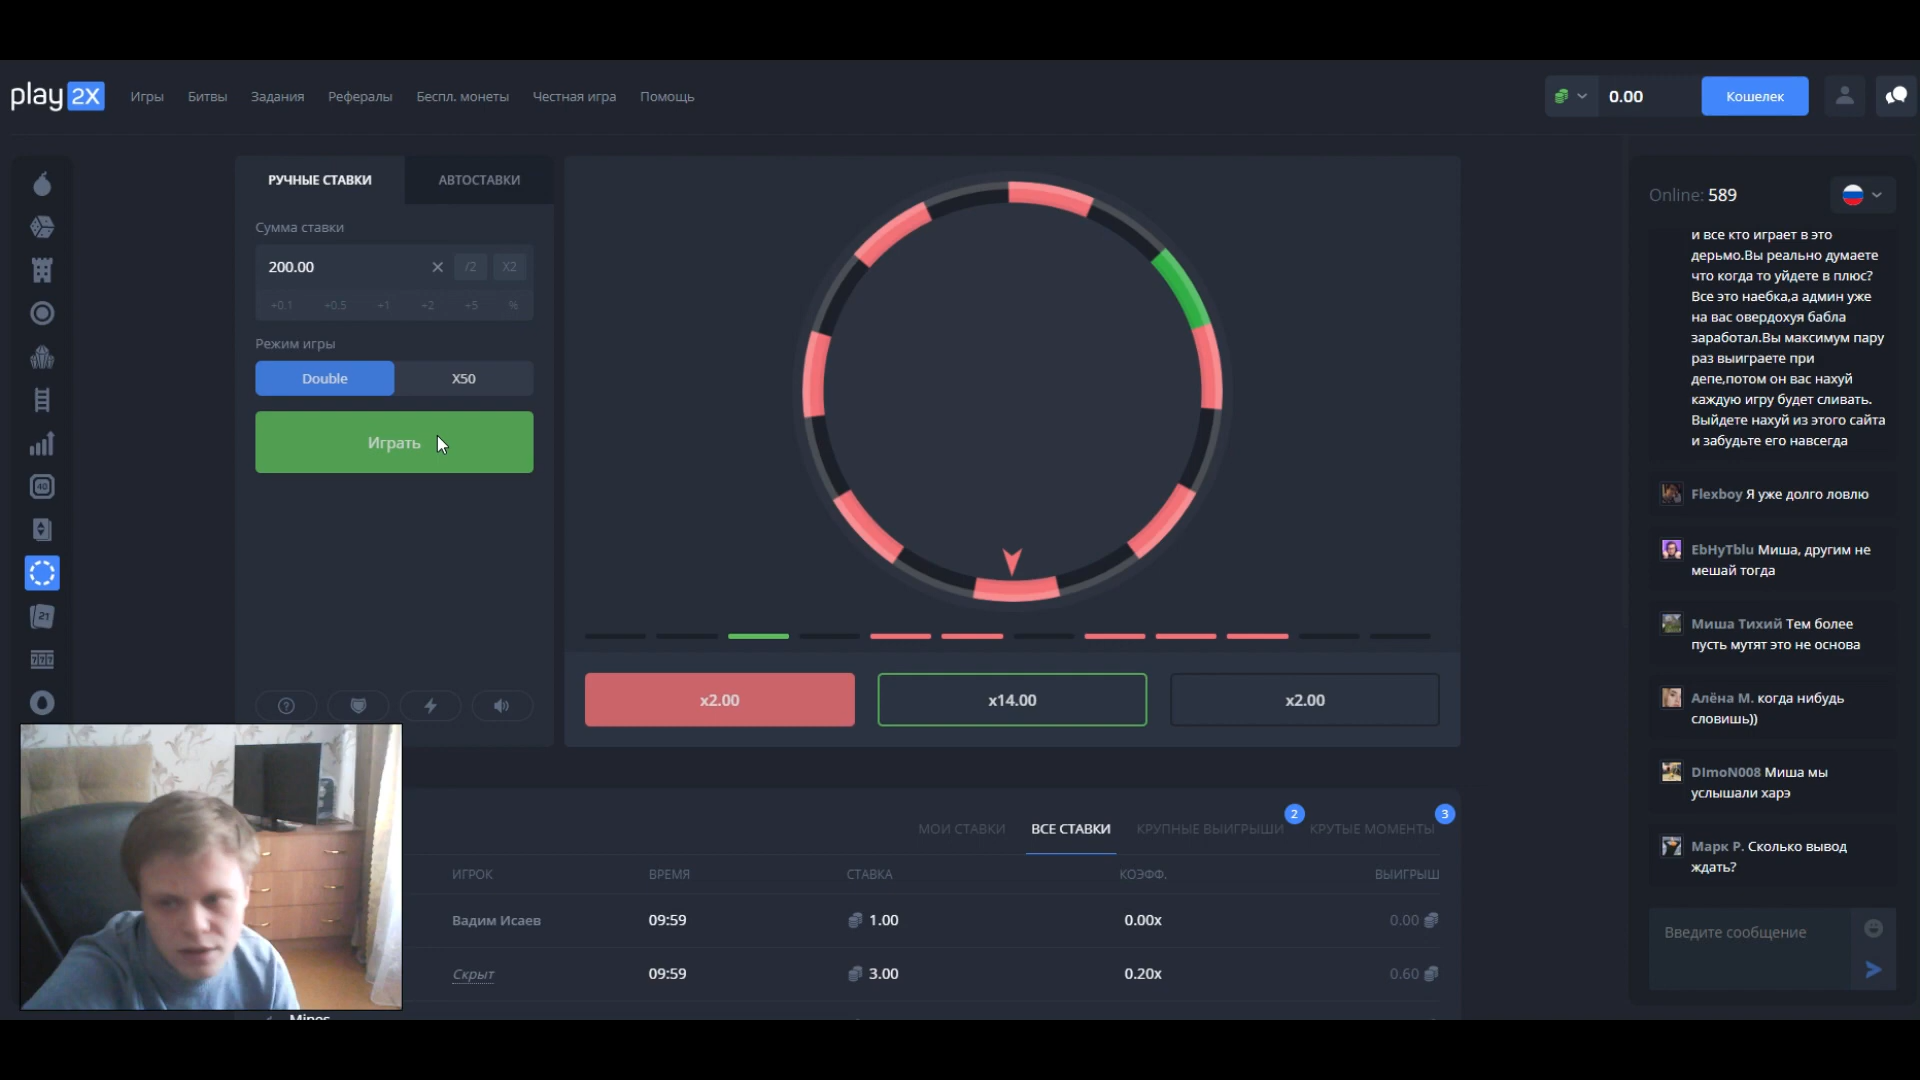 play 2X
Игры
Битвы
Задания
Рефералы
Беспл. монеты
Честная игра
Помощь
0.00
Кошелек
РУЧНЫЕ СТАВКИ
АВТОСТАВКИ
Сумма ставки
200.00
/2
X2
+0.1
+0.5
+1
+2
+5
%
Режим игры
Double
X50
Играть
40
21
777
x2.00
x14.00
x2.00
МОИ СТАВКИ
ВСЕ СТАВКИ
КРУПНЫЕ ВЫИГРЫШИ
2
КРУТЫЕ МОМЕНТЫ
3
ИГРОК
ВРЕМЯ
СТАВКА
КОЭФФ.
ВЫИГРЫШ
Вадим Исаев
09:59
1.00
0.00x
0.00
Скрыт
09:59
3.00
0.20x
0.60
Mines
Online: 589
и все кто играет в это
дерьмо.Вы реально думаете
что когда то уйдете в плюс?
Все это наебка,а админ уже
на вас овердохуя бабла
заработал.Вы максимум пару
раз выиграете при
депе,потом он вас нахуй
каждую игру будет сливать.
Выйдете нахуй из этого сайта
и забудьте его навсегда
Flexboy Я уже долго ловлю
EbHyTblu Миша, другим не
мешай тогда
Миша Тихий Тем более
пусть мутят это не основа
Алёна М. когда нибудь
словишь))
DImoN008 Миша мы
услышали харэ
Марк Р. Сколько вывод
ждать?
Введите сообщение